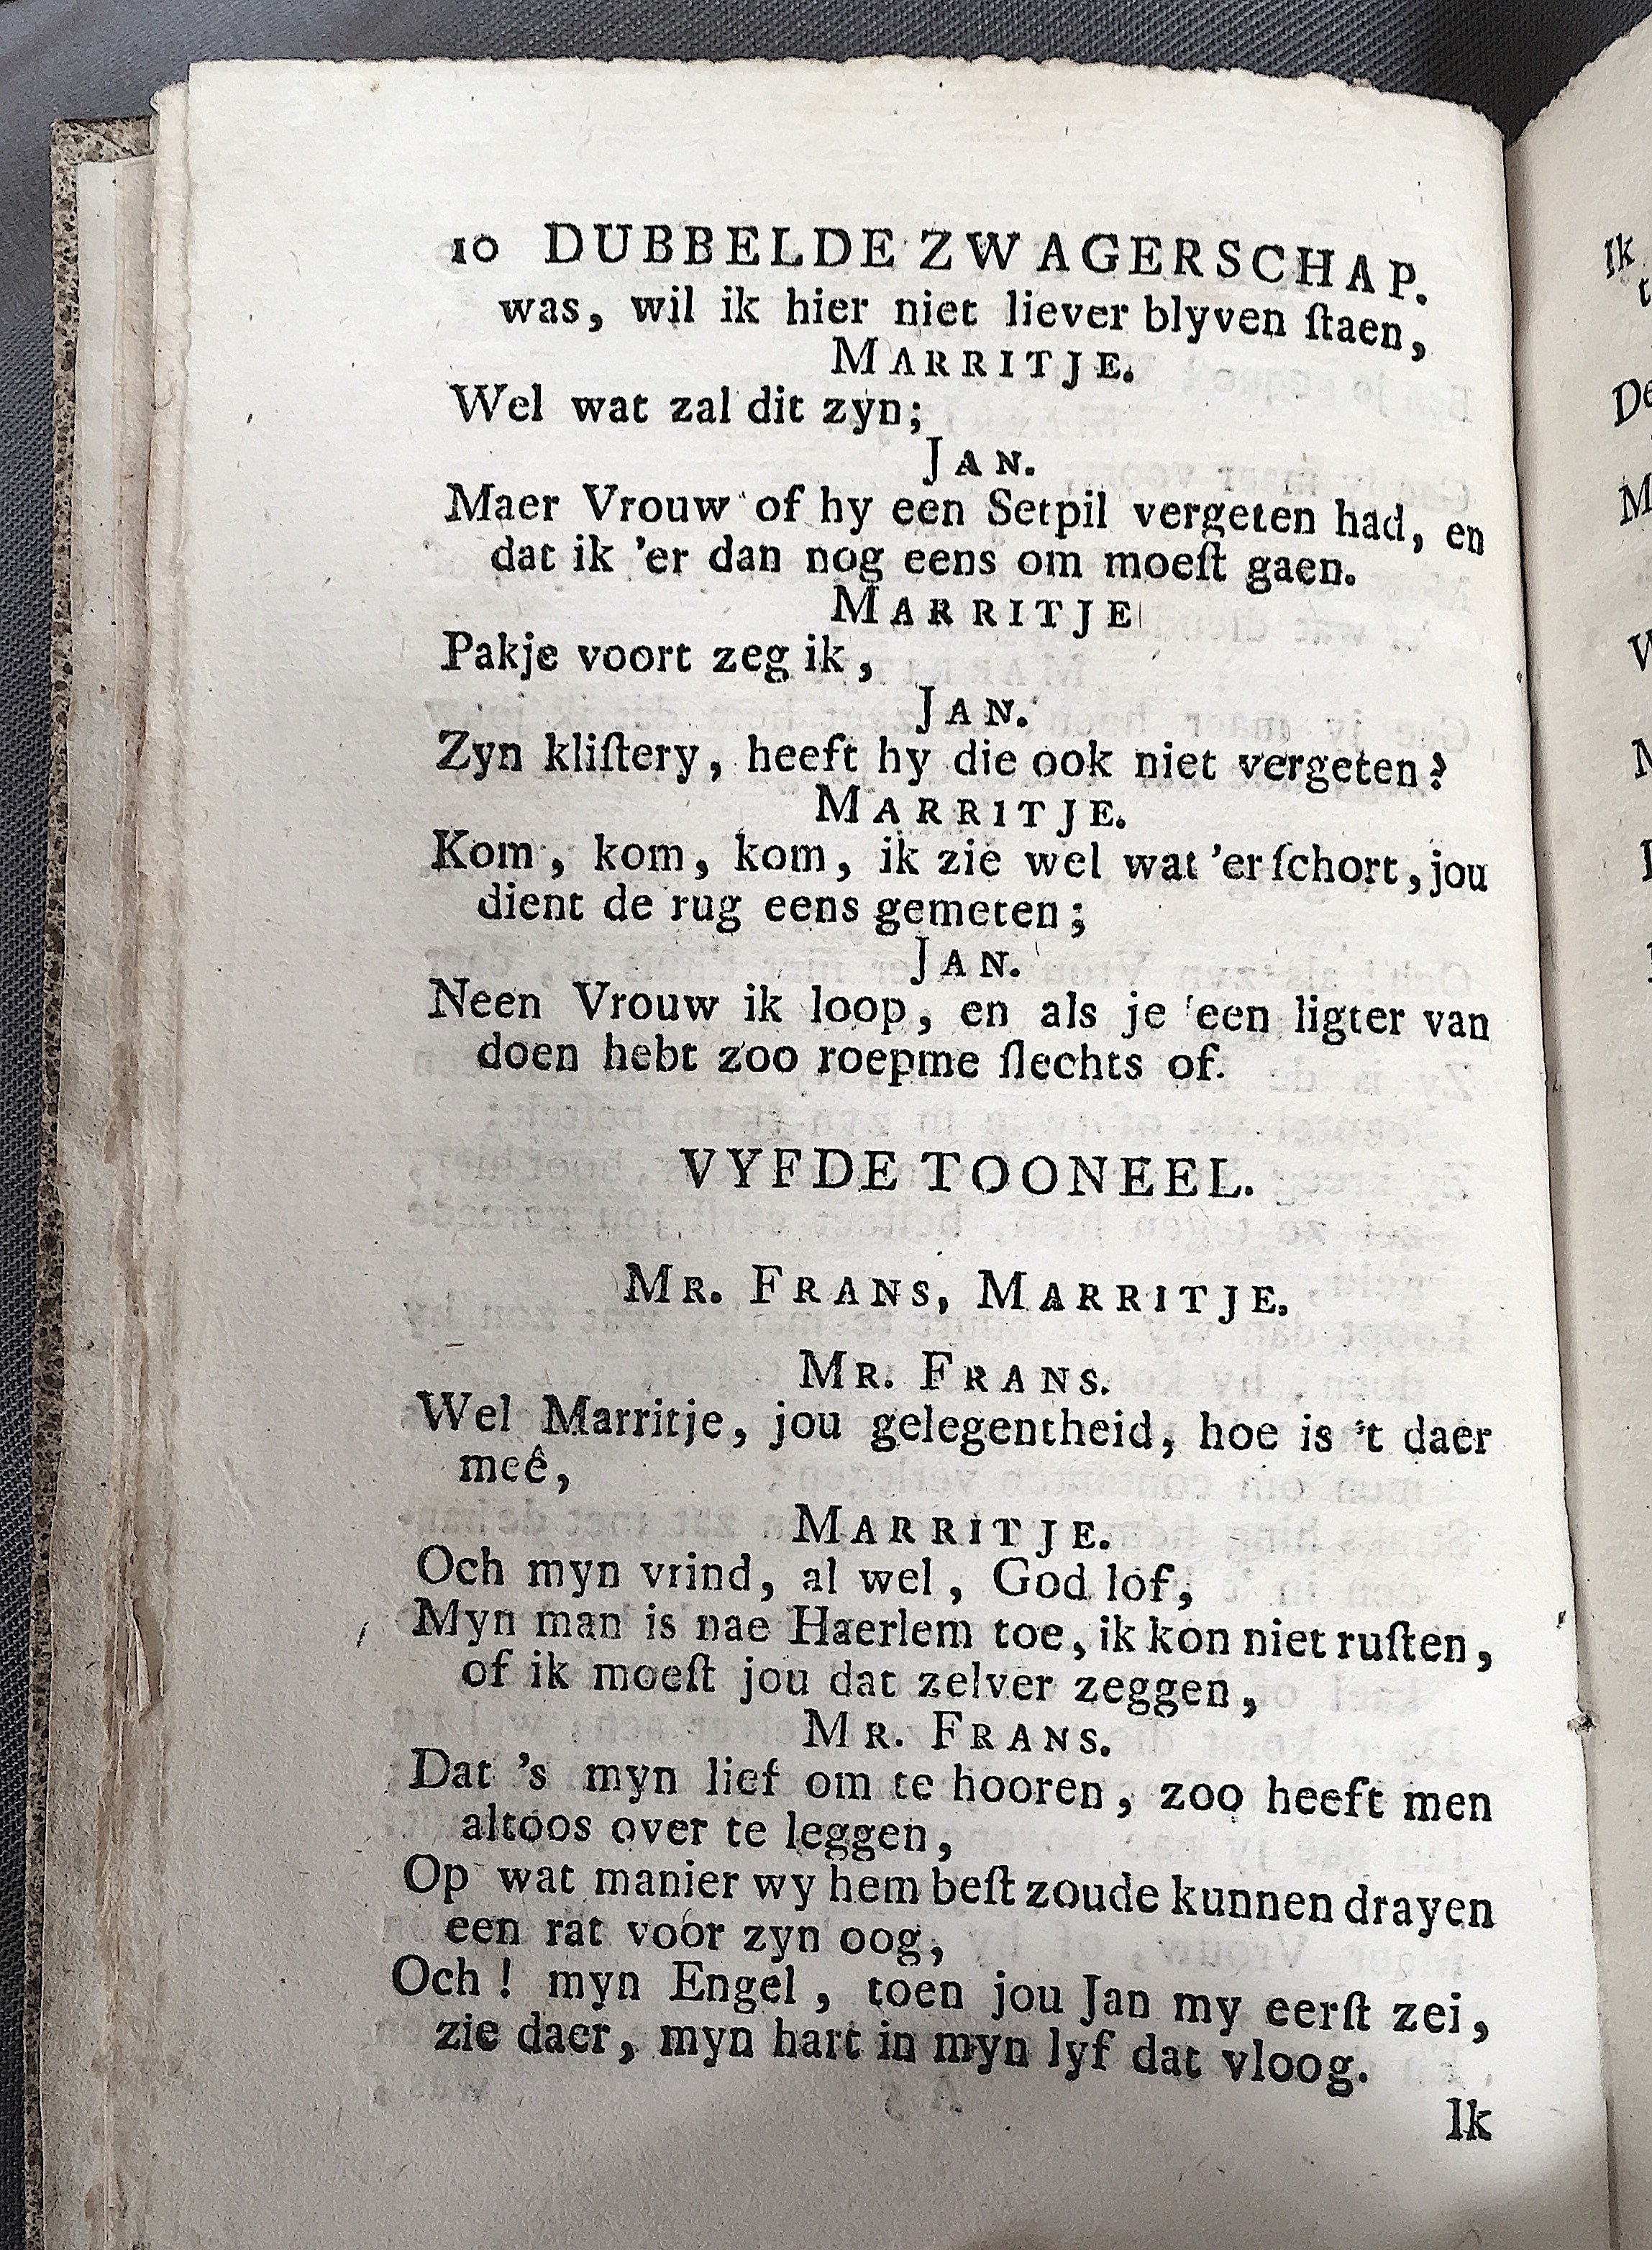 10 DUBBELDE ZWAGERSCHAP.
was, wil ik hier niet liever blyven ſtaen,
MARRITJE.
Wel wat zal dit zyn;
JAN.
Maer Vrouw of hy een Setpil vergeten had, en
dat ik 'er dan nog eens om moeſt gaen.
MARRITJE
Pakje voort zeg ik,
JAN.
Zyn kliſtery, heeft hy die ook niet vergeten?
MARRITJE.
Kom, kom, kom, ik zie wel wat 'er ſchort, jou
dient de rug eens gemeten;
JAN.
Neen Vrouw ik loop, en als je een ligter van
doen hebt zoo roepme ſlechts of.
VYFDE TOONEEL.
MR. FRANS, MARRITJE.
MR. FRANS.
Wel Marritje, jou gelegentheid, hoe is 't daer
meê,
MARRITJE.
Och myn vrind, al wel, God lof,
Myn man is nae Haerlem toe, ik kon niet ruſten,
of ik moeſt jou dat zelver zeggen,
MR. FRANS.
Dat 's myn lief om te hooren, zoo heeft men
altoos over te leggen,
Op wat manier wy hem beſt zoude kunnen drayen
een rat voor zyn oog,
Och! myn Engel, toen jou Jan my eerſt zei,
zie daer, myn hart in myn lyf dat vloog.
Ik
Ik